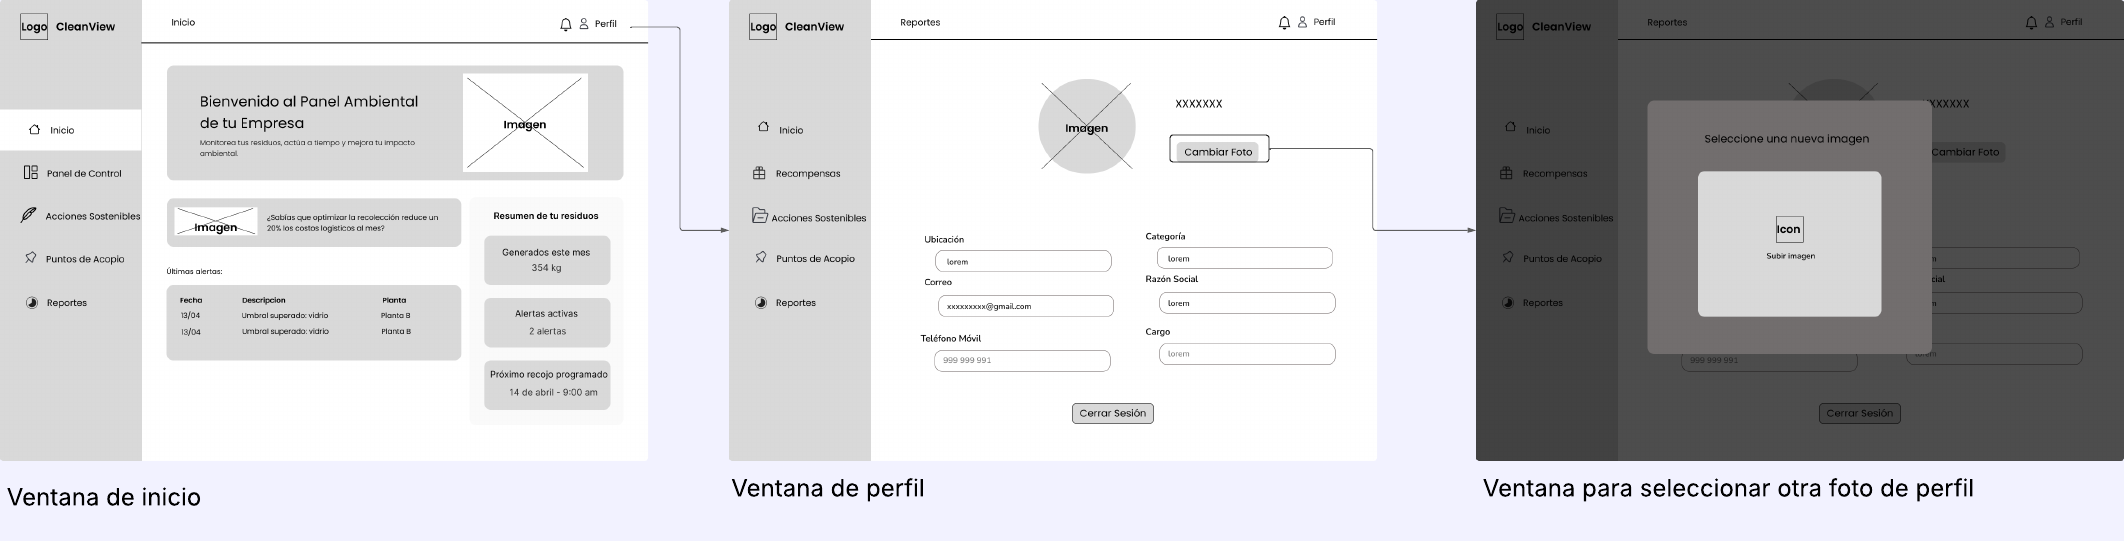 Logo CleanView
Inicio
Perfil
Inicio
Panel de Control
Acciones Sostenibles
Puntos de Acopio
Reportes
Bienvenido al Panel Ambiental
de tu Empresa
Monitorea tus residuos, actúa a tiempo y mejora tu impacto
ambiental.
Imagen
Imagen
¿Sabías que optimizar la recolección reduce un
20% los costos logísticos al mes?
Últimas alertas:
Fecha Descripcion Planta
13/04 Umbral superado: vidrio Planta B
13/04 Umbral superado: vidrio Planta B
Resumen de tu residuos
Generados este mes
354 kg
Alertas activas
2 alertas
Próximo recojo programado
14 de abril - 9:00 am
Ventana de inicio
Logo CleanView
Reportes
Perfil
Inicio
Recompensas
Acciones Sostenibles
Puntos de Acopio
Reportes
Imagen
XXXXXXX
Cambiar Foto
Ubicación
lorem
Correo
xxxxxxxxx@gmail.com
Teléfono Móvil
999 999 991
Categoría
lorem
Razón Social
lorem
Cargo
lorem
Cerrar Sesión
Ventana de perfil
Logo CleanView
Reportes
Perfil
Inicio
Recompensas
Acciones Sostenibles
Puntos de Acopio
Reportes
XXXXXX
Cambiar Foto
Seleccione una nueva imagen
Icon
Subir imagen
999 999 991
lorem
Cerrar Sesión
Ventana para seleccionar otra foto de perfil